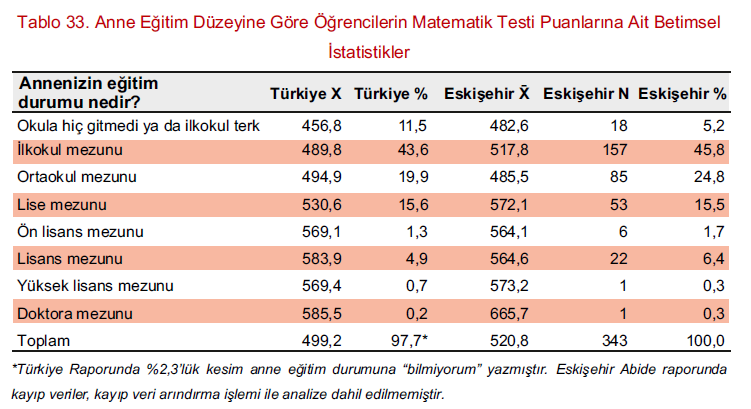 Tablo 33. Anne Eğitim Düzeyine Göre Öğrencilerin Matematik Testi Puanlarına Ait Betimsel
İstatistikler
Annenizin eğitim
durumu nedir? Türkiye X Türkiye % Eskişehir X̄ Eskişehir N Eskişehir %
Okula hiç gitmedi ya da ilkokul terk 456,8 11,5 482,6 18 5,2
İlkokul mezunu 489,8 43,6 517,8 157 45,8
Ortaokul mezunu 494,9 19,9 485,5 85 24,8
Lise mezunu 530,6 15,6 572,1 53 15,5
Ön lisans mezunu 569,1 1,3 564,1 6 1,7
Lisans mezunu 583,9 4,9 564,6 22 6,4
Yüksek lisans mezunu 569,4 0,7 573,2 1 0,3
Doktora mezunu 585,5 0,2 665,7 1 0,3
Toplam 499,2 97,7* 520,8 343 100,0
*Türkiye Raporunda %2,3'lük kesim anne eğitim durumuna “bilmiyorum” yazmıştır. Eskişehir Abide raporunda
kayıp veriler, kayıp veri arındırma işlemi ile analize dahil edilmemiştir.